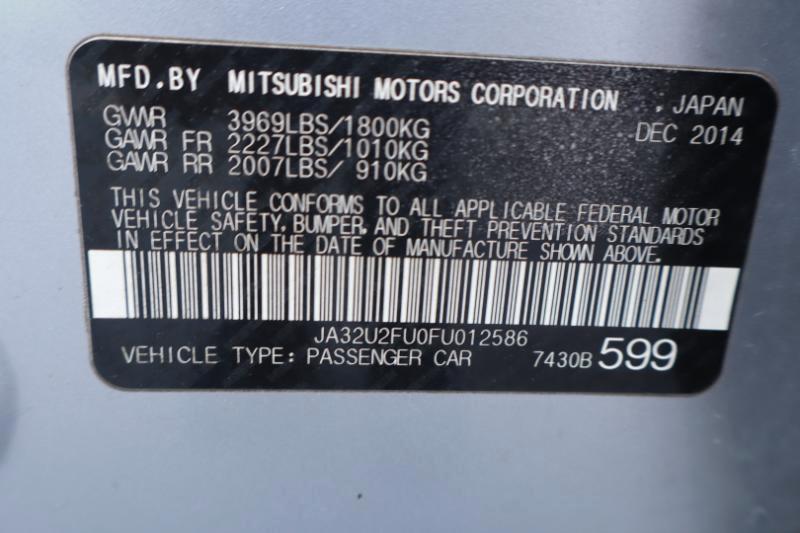 MFD.BY MITSUBISHI MOTORS CORPORATION . JAPAN
GVWR 3969LBS/1800KG DEC 2014
GAWR FR 2227LBS/1010KG
GAWR RR 2007LBS/ 910KG
THIS VEHICLE CONFORMS TO ALL APPLICABLE FEDERAL MOTOR
VEHICLE SAFETY, BUMPER, AND THEFT PREVENTION STANDARDS
IN EFFECT ON THE DATE OF MANUFACTURE SHOWN ABOVE.
JA32U2FU0FU012586
VEHICLE TYPE: PASSENGER CAR 7430B 599